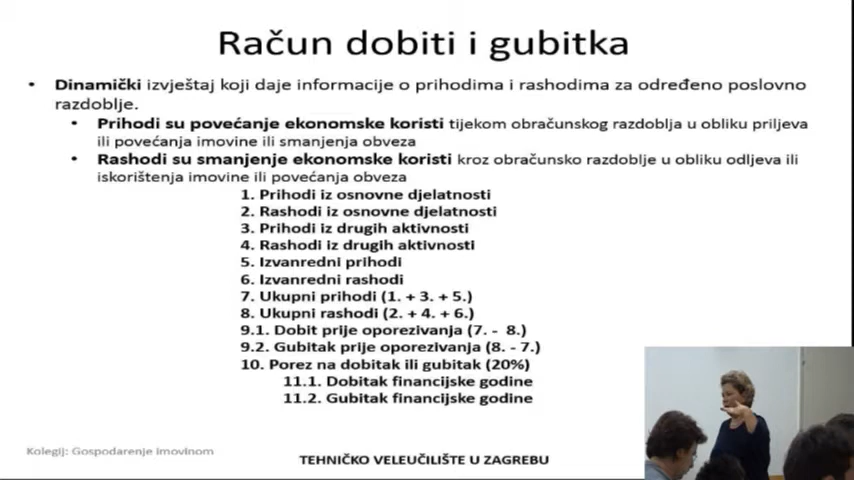 Račun dobiti i gubitka
• Dinamički izvještaj koji daje informacije o prihodima i rashodima za određeno poslovno
razdoblje.
• Prihodi su povećanje ekonomske koristi tijekom obračunskog razdoblja u obliku priljeva
ili povećanja imovine ili smanjenja obveza
• Rashodi su smanjenje ekonomske koristi kroz obračunsko razdoblje u obliku odljeva ili
iskorištenja imovine ili povećanja obveza
1. Prihodi iz osnovne djelatnosti
2. Rashodi iz osnovne djelatnosti
3. Prihodi iz drugih aktivnosti
4. Rashodi iz drugih aktivnosti
5. Izvanredni prihodi
6. Izvanredni rashodi
7. Ukupni prihodi (1. + 3. + 5.)
8. Ukupni rashodi (2. + 4. + 6.)
9.1. Dobit prije oporezivanja (7. - 8.)
9.2. Gubitak prije oporezivanja (8. - 7.)
10. Porez na dobitak ili gubitak (20%)
11.1. Dobitak financijske godine
11.2. Gubitak financijske godine
Kolegij: Gospodarenje imovinom
TEHNIČKO VELEUČILIŠTE U ZAGREBU